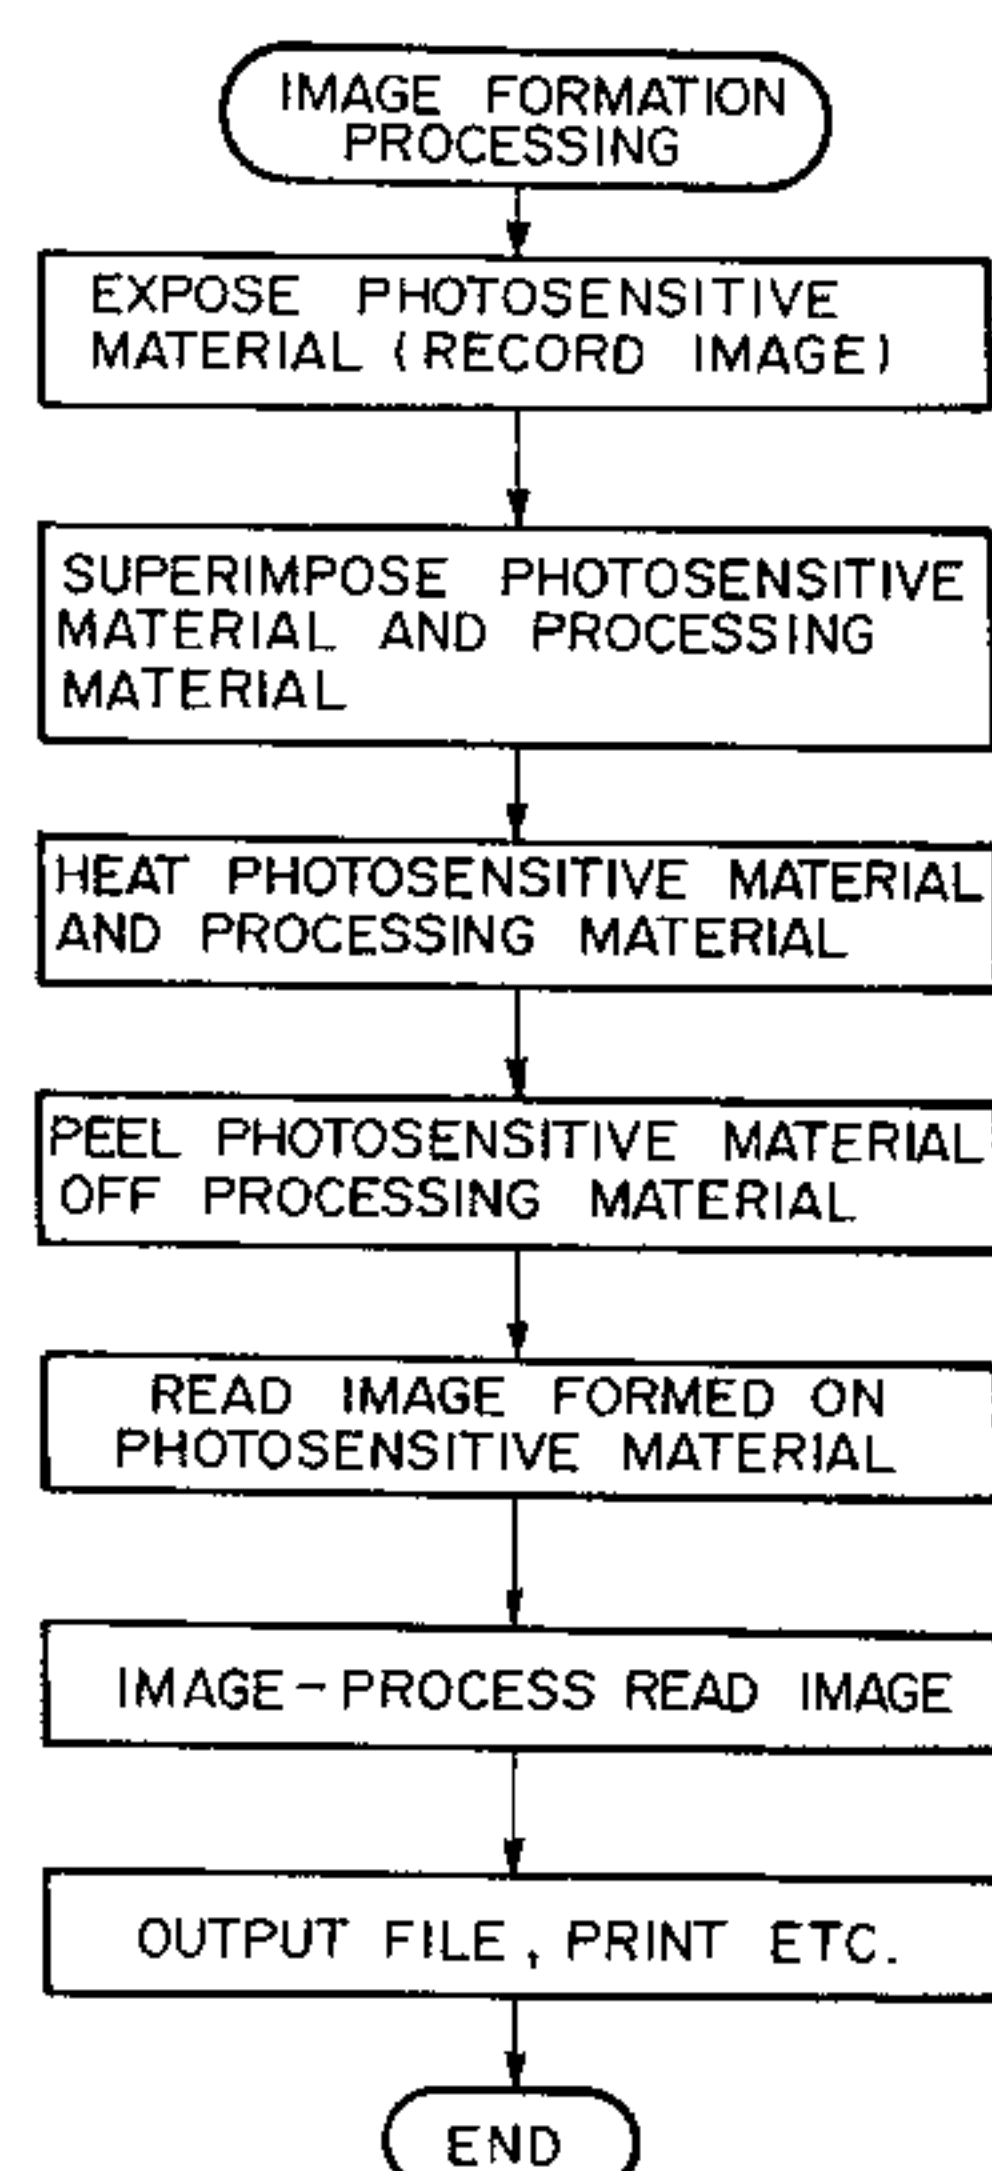 IMAGE FORMATION
PROCESSING
EXPOSE PHOTOSENSITIVE
MATERIAL (RECORD IMAGE)
SUPERIMPOSE PHOTOSENSITIVE
MATERIAL AND PROCESSING
MATERIAL
HEAT PHOTOSENSITIVE MATERIAL
AND PROCESSING MATERIAL
PEEL PHOTOSENSITIVE MATERIAL
OFF PROCESSING MATERIAL
READ IMAGE FORMED ON
PHOTOSENSITIVE MATERIAL
IMAGE-PROCESS READ IMAGE
OUTPUT FILE, PRINT ETC.
END